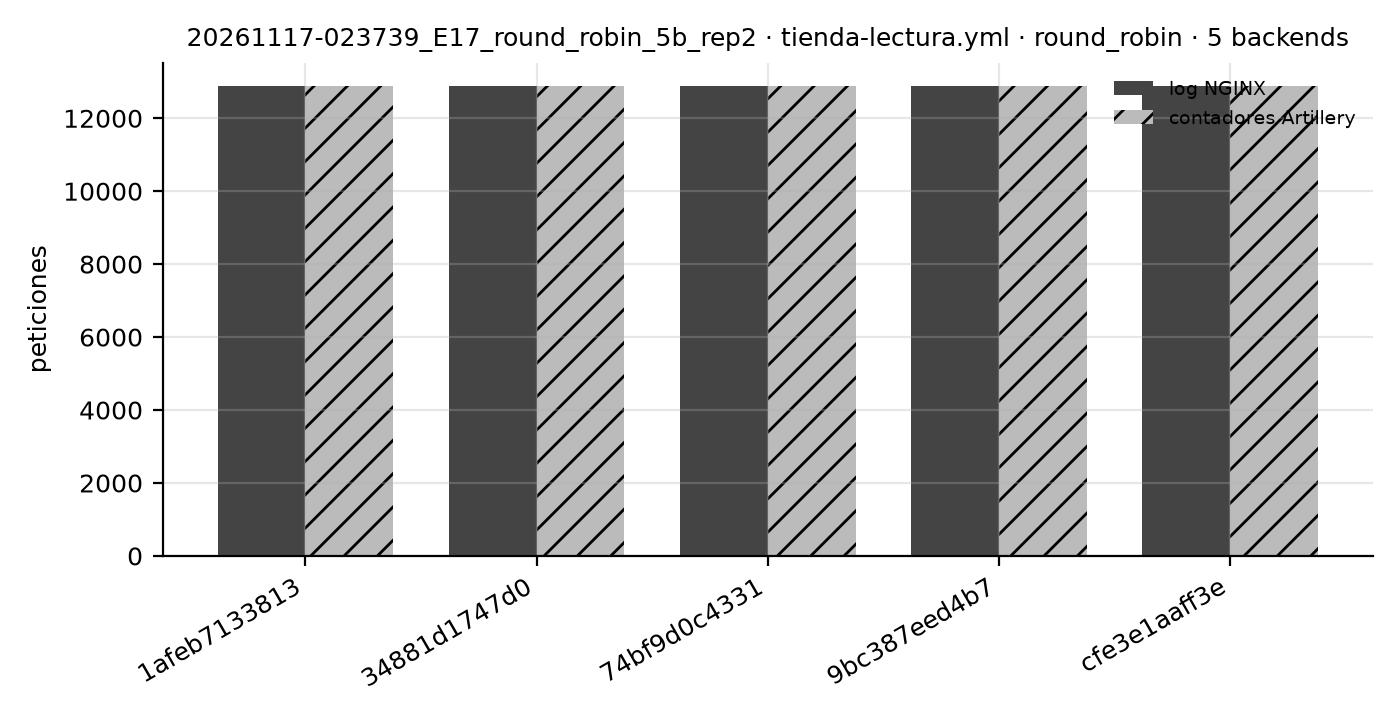 20261117-023739_E17_round_robin_5b_rep2 · tienda-lectura.yml · round_robin · 5 backends
log NGINX
contadores Artillery
peticiones
12000
10000
8000
6000
4000
2000
0
1afeb7133813
34881d1747d0
74bf9d0c4331
9bc387eed4b7
cfe3e1aaff3e